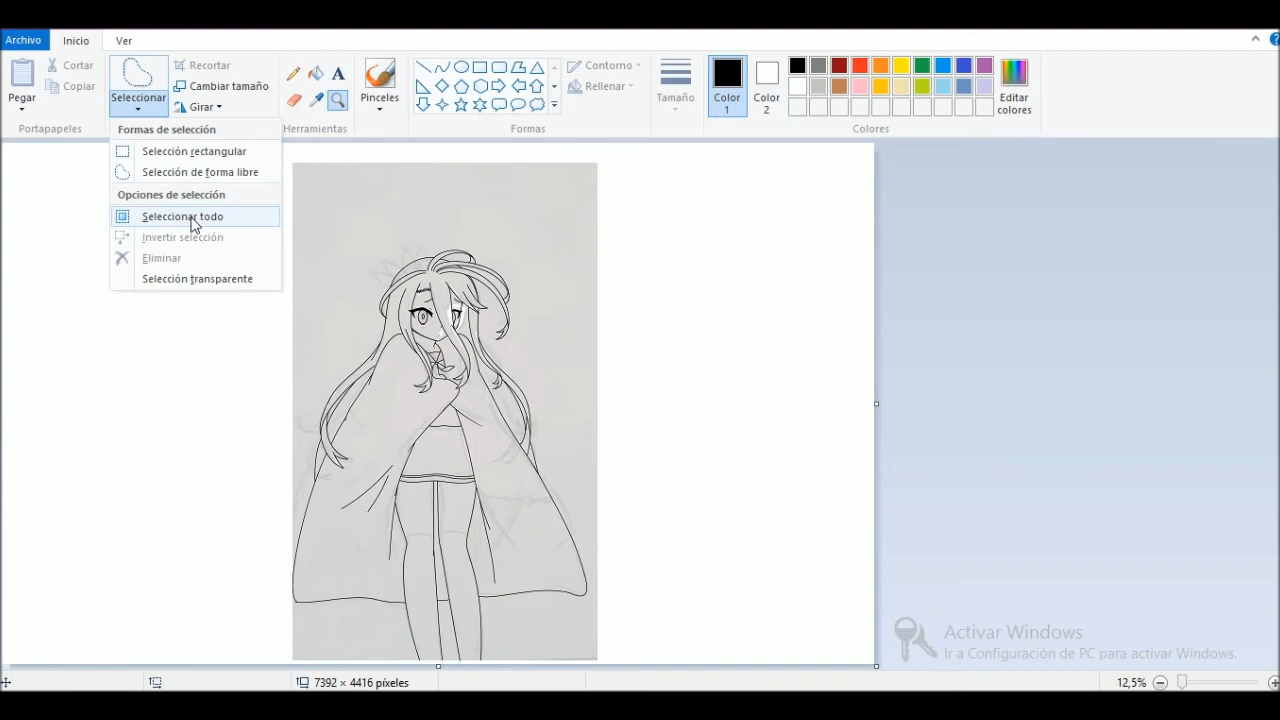 Archivo Inicio Ver
Pegar
Cortar
Copiar
Portapapeles
Seleccionar
Recortar
Cambiar tamaño
Girar
Formas de selección
Selección rectangular
Selección de forma libre
Opciones de selección
Seleccionar todo
Invertir selección
Eliminar
Selección transparente
A
Herramientas
Pinceles
Contorno
Rellenar
Formas
Tamaño
Color
1
Color
2
Editar
colores
Colores
Activar Windows
Ir a Configuración de PC para activar Windows.
7392 × 4416 píxeles
12,5%